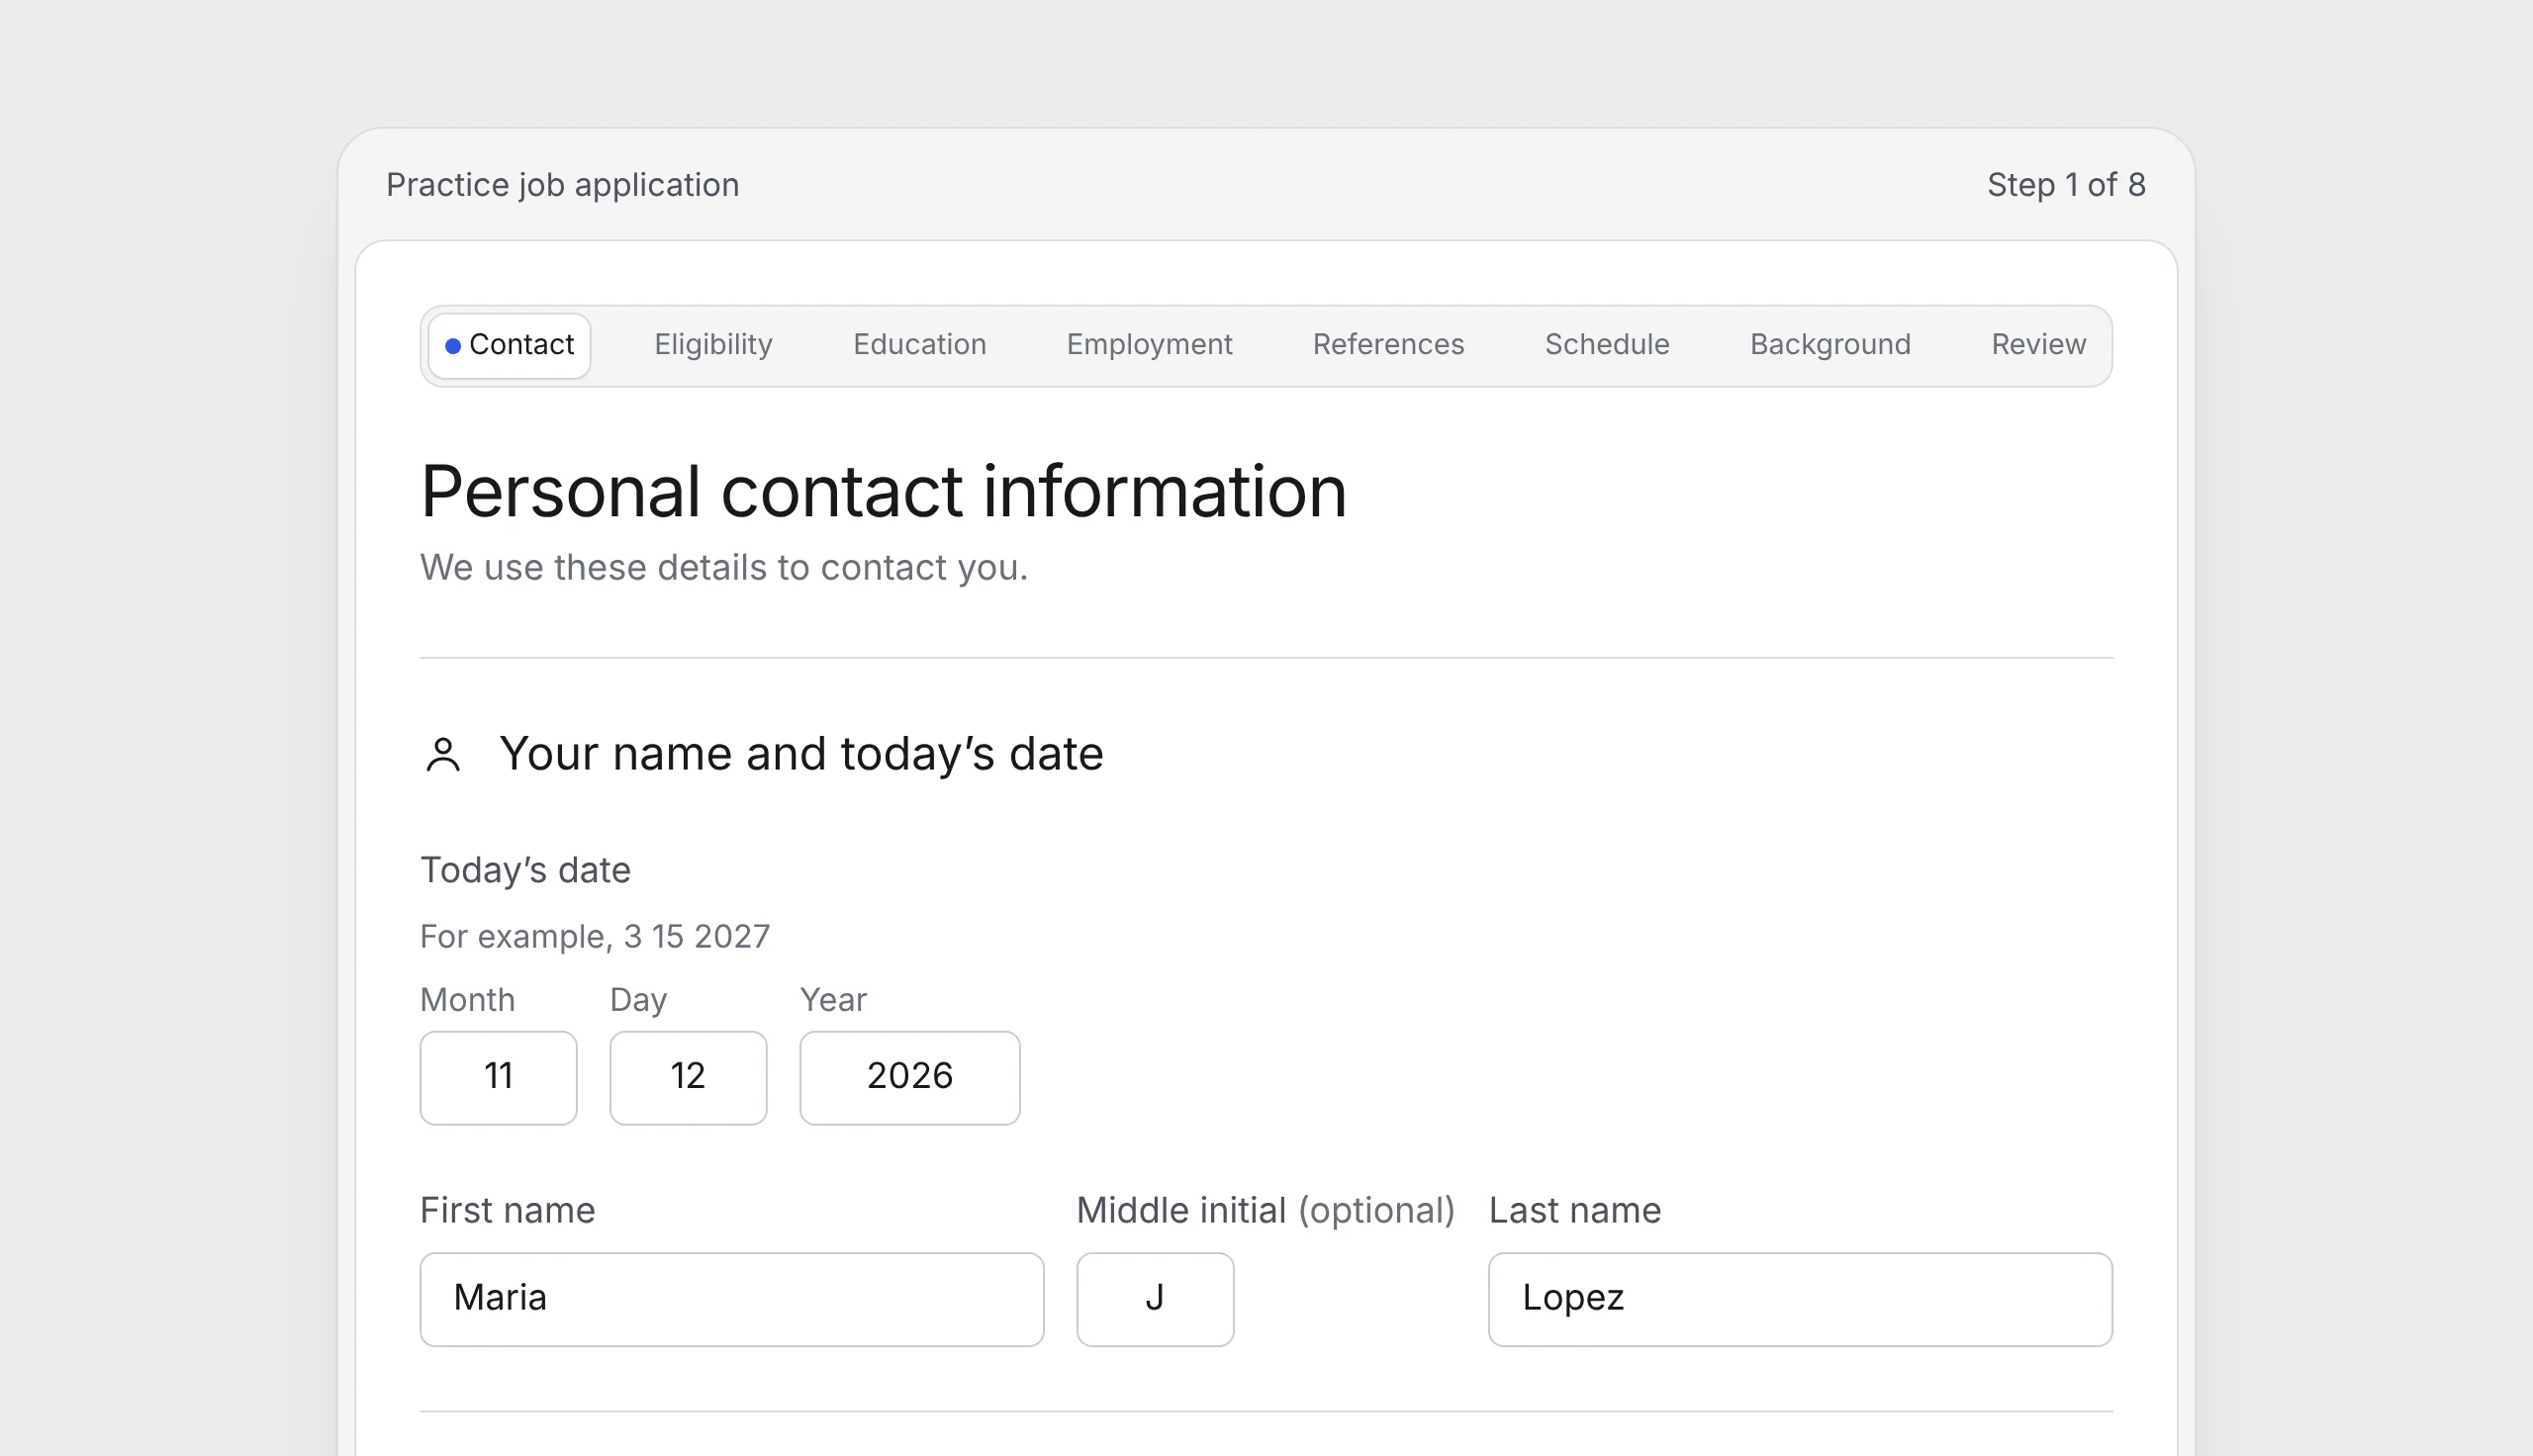 Practice job application
Step 1 of 8
Contact Eligibility Education Employment References Schedule Background Review
Personal contact information
We use these details to contact you.
Your name and today’s date
Today’s date
For example, 3 15 2027
Month Day Year
11 12 2026
First name Middle initial (optional) Last name
Maria J Lopez